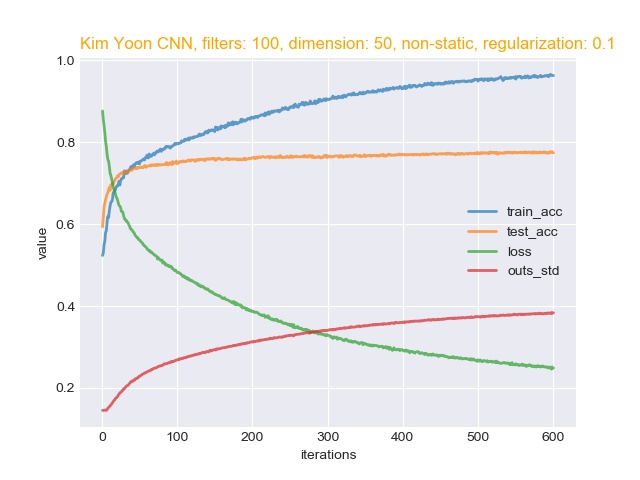 Kim Yoon CNN, filters: 100, dimension: 50, non-static, regularization: 0.1
1.0
0.8
0.6
0.4
0.2
value
train_acc
test_acc
loss
outs_std
0 100 200 300 400 500 600
iterations